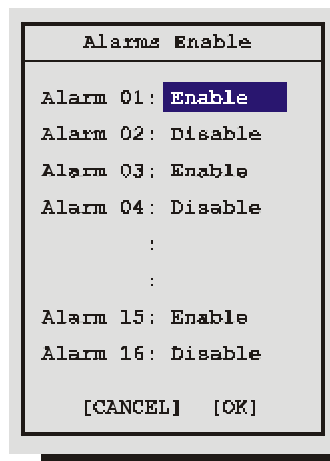 Alarms Enable
Alarm 01: Enable
Alarm 02: Disable
Alarm 03: Enable
Alarm 04: Disable
:
:
Alarm 15: Enable
Alarm 16: Disable
[CANCEL] [OK]